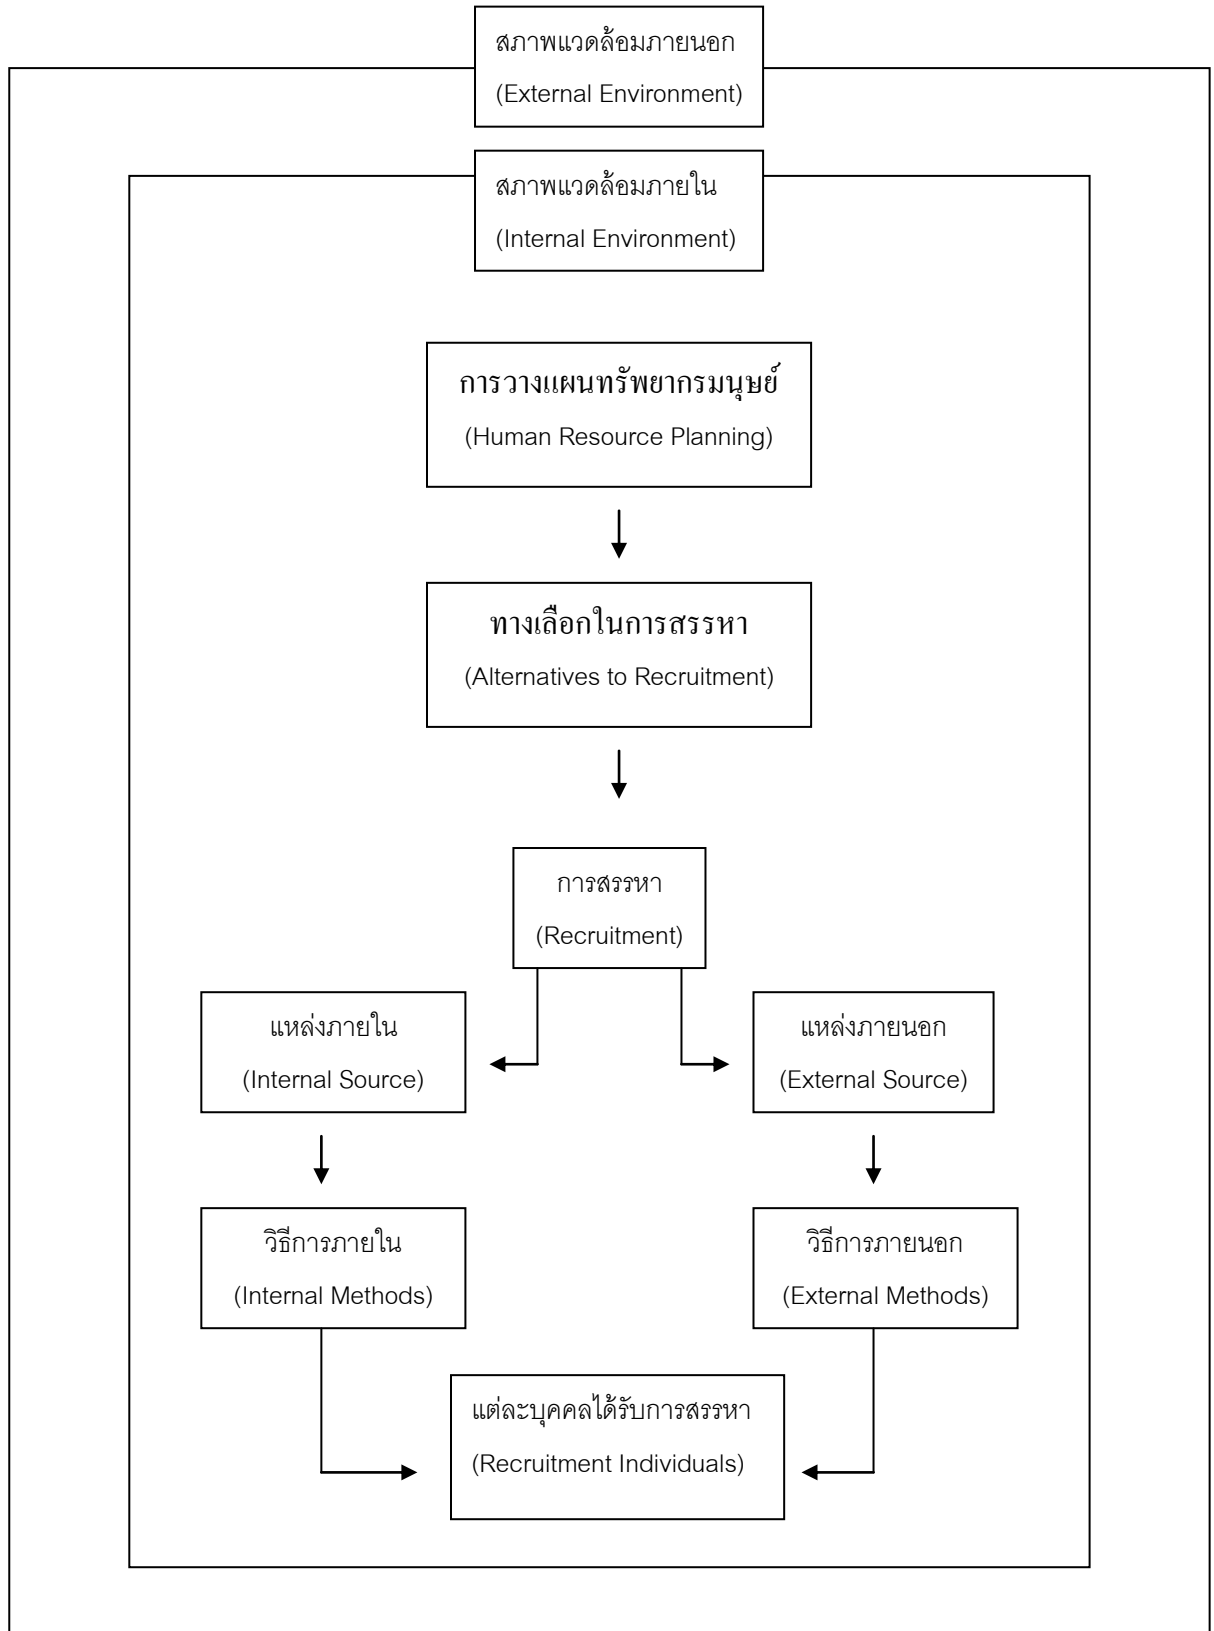 สภาพแวดล้อมภายนอก
(External Environment)
สภาพแวดล้อมภายใน
(Internal Environment)
การวางแผนทรัพยากรมนุษย์
(Human Resource Planning)
ทางเลือกในการสรรหา
(Alternatives to Recruitment)
การสรรหา
(Recruitment)
แหล่งภายใน
(Internal Source)
แหล่งภายนอก
(External Source)
วิธีการภายใน
(Internal Methods)
วิธีการภายนอก
(External Methods)
แต่ละบุคคลได้รับการสรรหา
(Recruitment Individuals)